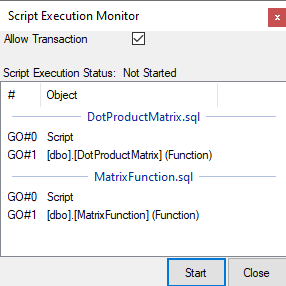 Script Execution Monitor
x
Allow Transaction
Script Execution Status: Not Started
# Object
DotProductMatrix.sql
GO#0 Script
GO#1 [dbo].[DotProductMatrix] (Function)
MatrixFunction.sql
GO#0 Script
GO#1 [dbo].[MatrixFunction] (Function)
Start Close